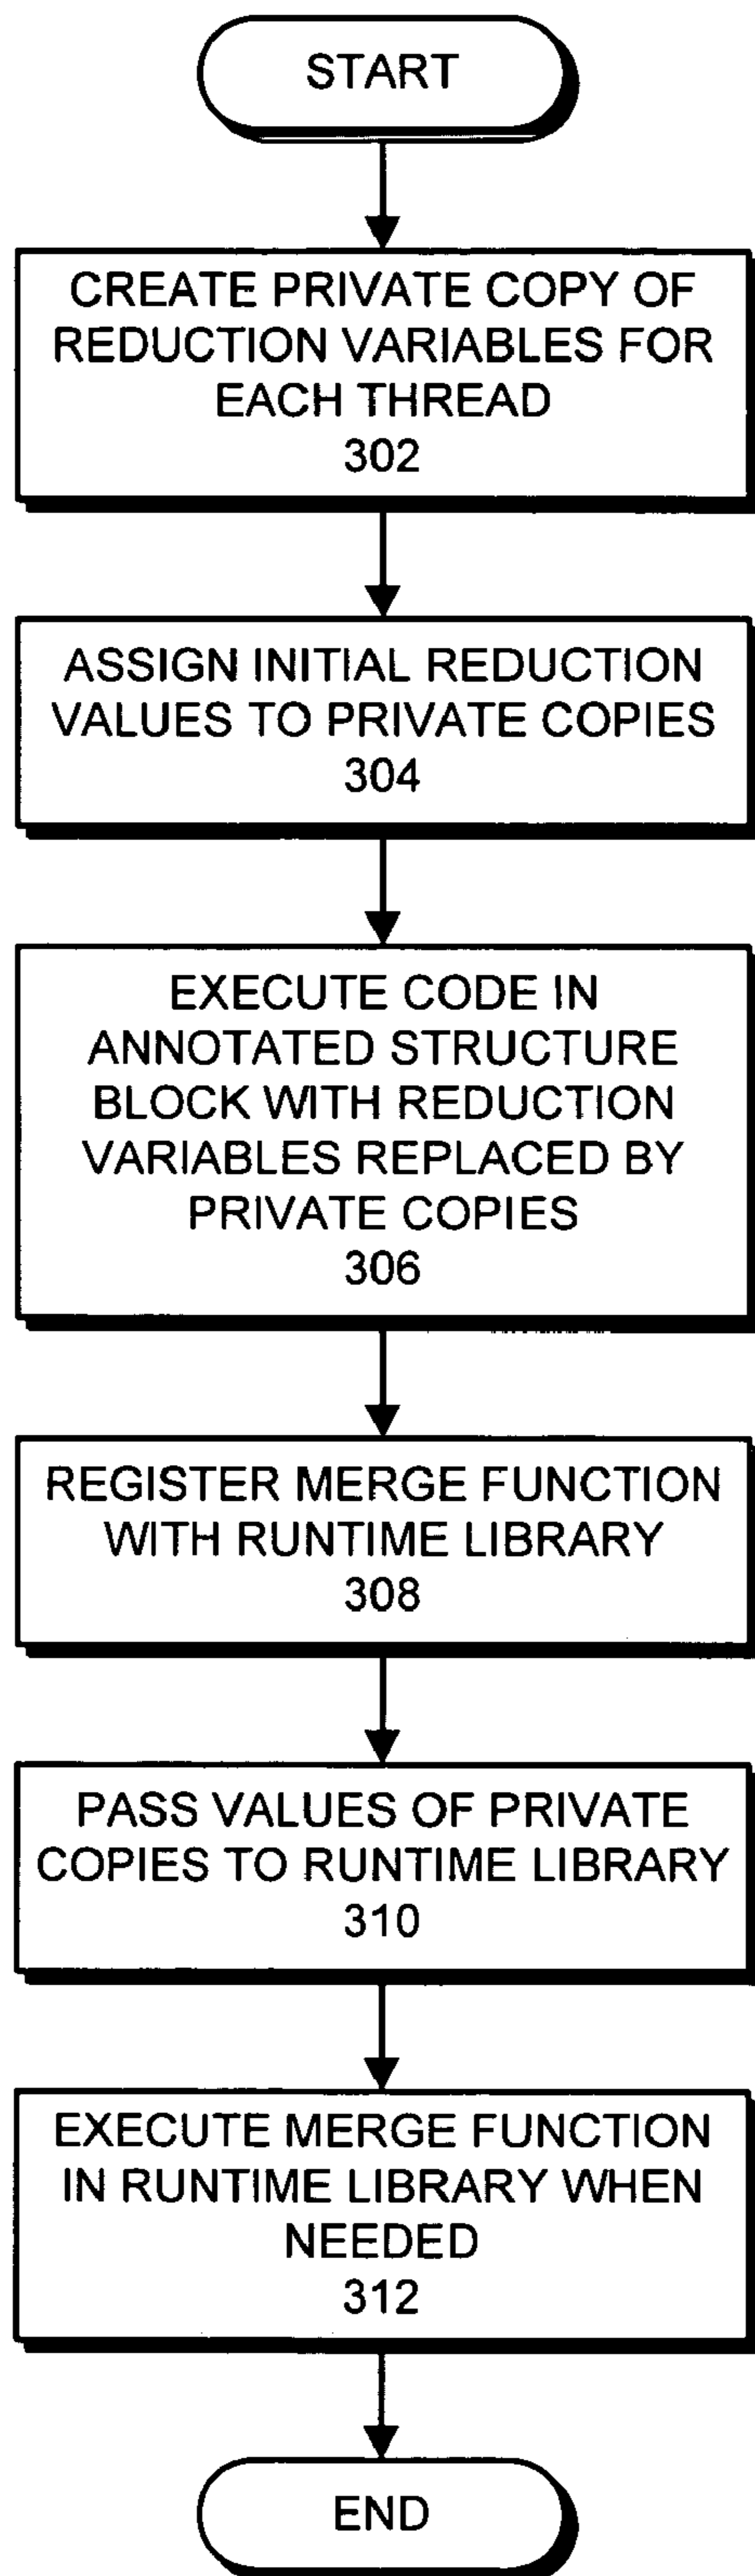 START
CREATE PRIVATE COPY OF
REDUCTION VARIABLES FOR
EACH THREAD
302
ASSIGN INITIAL REDUCTION
VALUES TO PRIVATE COPIES
304
EXECUTE CODE IN
ANNOTATED STRUCTURE
BLOCK WITH REDUCTION
VARIABLES REPLACED BY
PRIVATE COPIES
306
REGISTER MERGE FUNCTION
WITH RUNTIME LIBRARY
308
PASS VALUES OF PRIVATE
COPIES TO RUNTIME LIBRARY
310
EXECUTE MERGE FUNCTION
IN RUNTIME LIBRARY WHEN
NEEDED
312
END